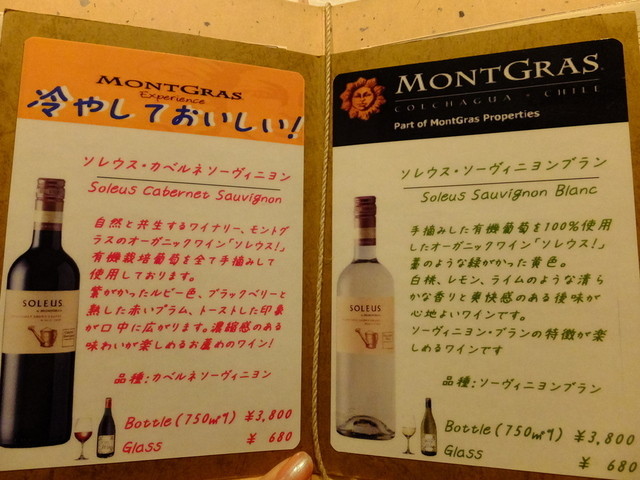 MONTGRAS
Experience
冷やしておいしい!
ソレウス・カベルネソーヴィニヨン
Soleus Cabernet Sauvignon
自然と共生するワイナリー、モントグ
ラスのオーガニックワイン「ソレウス!」
有機栽培葡萄を全て手摘みして
使用しております。
紫がかったルビー色、ブラックベリーと
熟した赤いプラム、トーストした印象
が口中に広がります。濃縮感のある
味わいが楽しめるお薦めのワイン!
品種:カベルネソーヴィニヨン
Bottle(750ml) ¥3,800
Glass ¥ 680
SOLEUS
MONTGRAS
COLCHAGUA - CHILE
Part of MontGras Properties
ソレウス・ソーヴィニヨンブラン
Soleus Sauvignon Blanc
手摘みした有機葡萄を100%使用
したオーガニックワイン「ソレウス!」
藁のような緑がかった黄色。
白桃、レモン、ライムのような清ら
かな香りと爽快感のある後味が
心地よいワインです。
ソーヴィニヨン・ブランの特徴が楽
しめるワインです
品種:ソーヴィニヨンブラン
Bottle(750ml) ¥3,800
Glass ¥ 680
SOLEUS